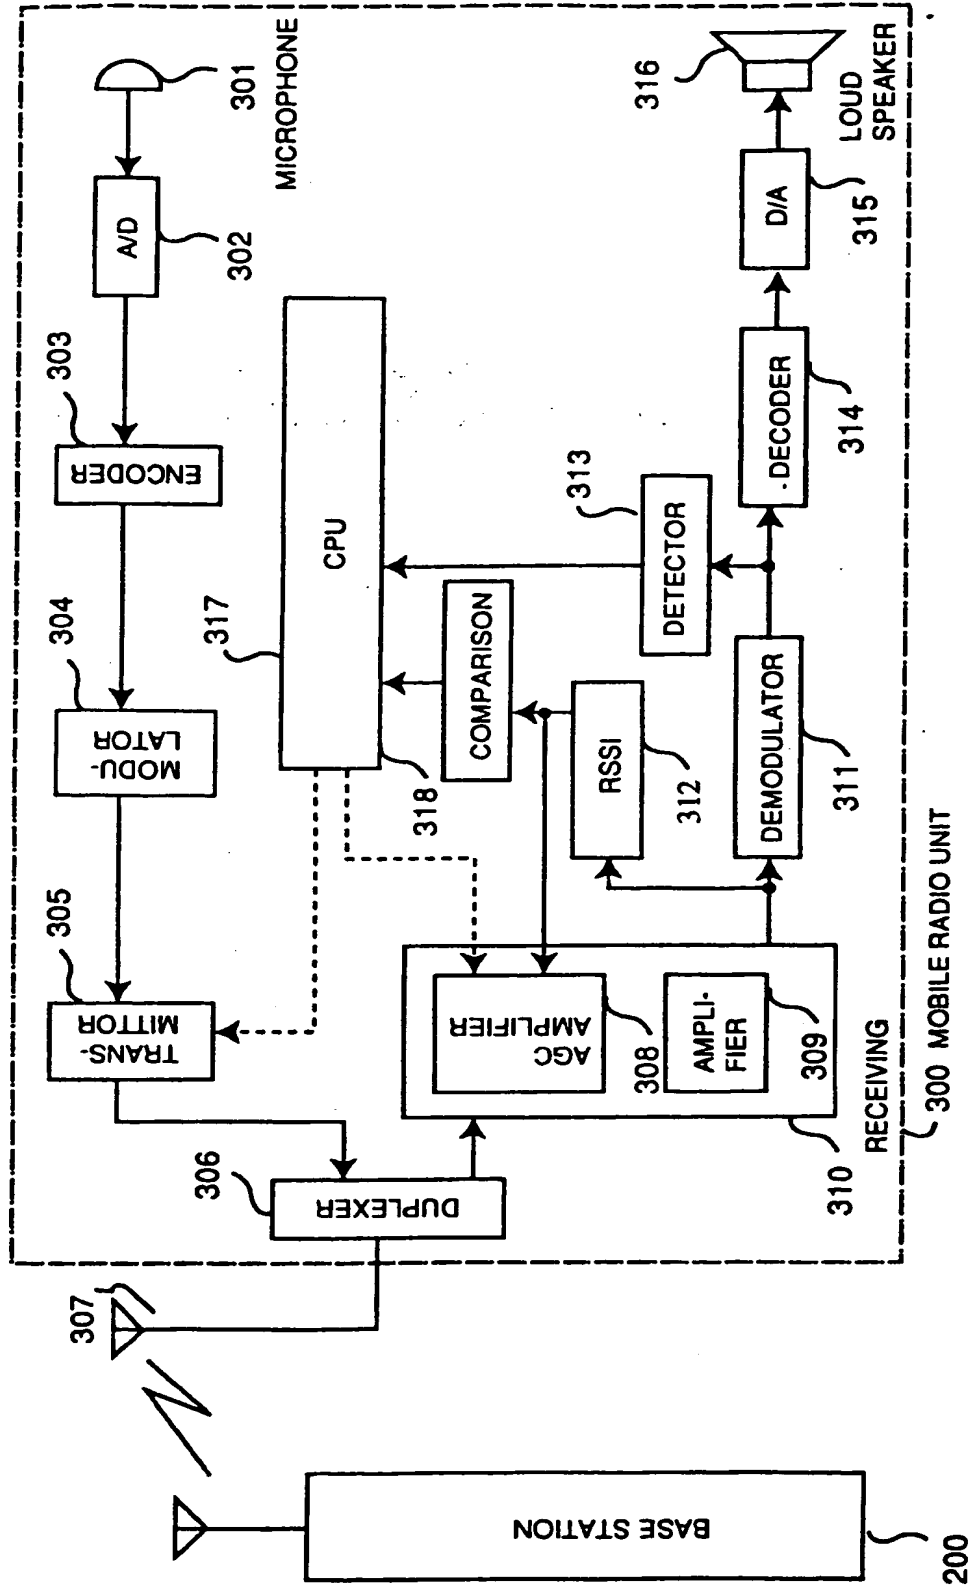 301
MICROPHONE
A/D
302
303
ENCODER
304
MODU-
LATOR
305
TRANS-
MITTOR
306
DUPLEXER
307
BASE STATION
200
317
CPU
318
COMPARISON
313
DETECTOR
RSSI
312
AGC
AMPLIFIER
308
AMPLI-
FIER
309
310
RECEIVING
300 MOBILE RADIO UNIT
DEMODULATOR
311
DECODER
314
D/A
315
316
LOUD
SPEAKER